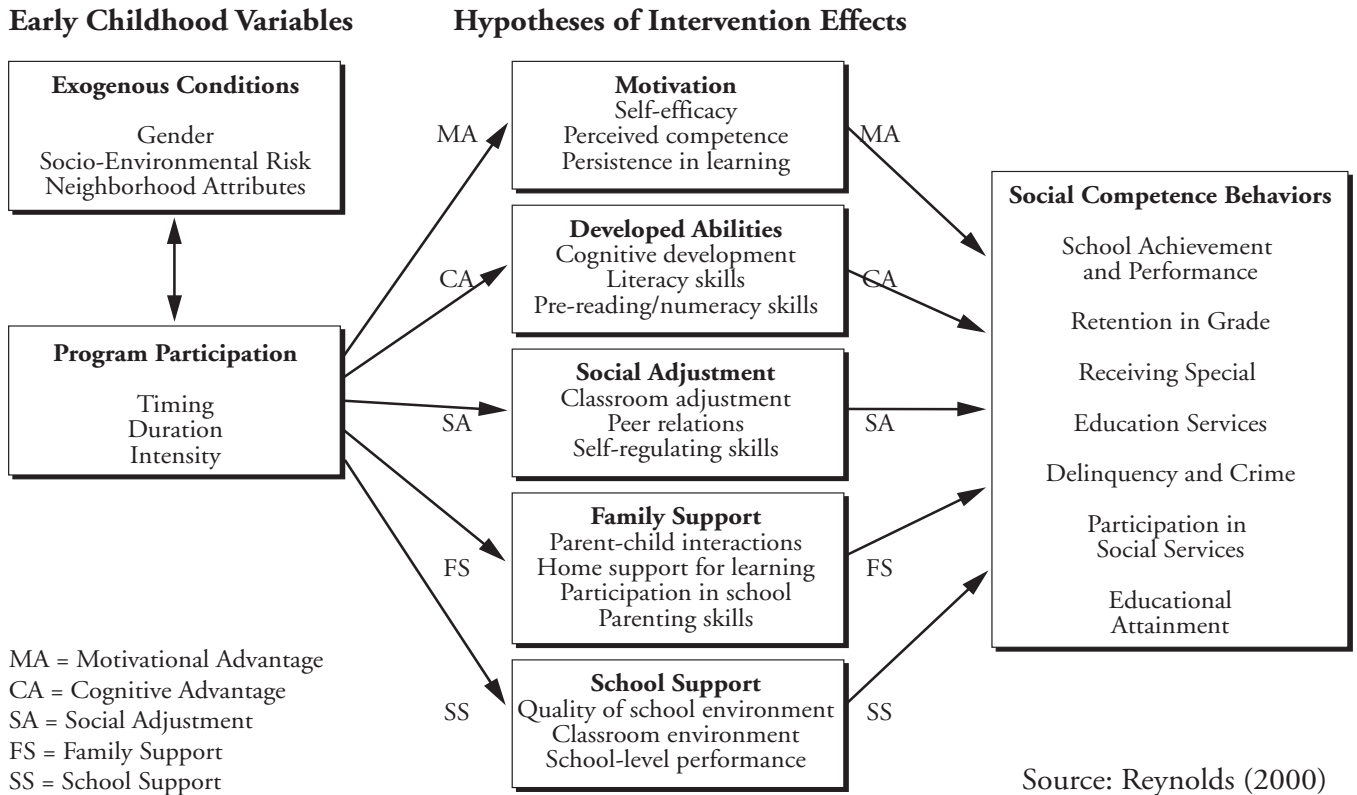 Early Childhood Variables
Hypotheses of Intervention Effects
Exogenous Conditions
Gender
Socio-Environmental Risk
Neighborhood Attributes
Program Participation
Timing
Duration
Intensity
MA
CA
SA
FS
SS
Motivation
Self-efficacy
Perceived competence
Persistence in learning
Developed Abilities
Cognitive development
Literacy skills
Pre-reading/numeracy skills
Social Adjustment
Classroom adjustment
Peer relations
Self-regulating skills
Family Support
Parent-child interactions
Home support for learning
Participation in school
Parenting skills
School Support
Quality of school environment
Classroom environment
School-level performance
MA
CA
SA
FS
SS
Social Competence Behaviors
School Achievement
and Performance
Retention in Grade
Receiving Special
Education Services
Delinquency and Crime
Participation in
Social Services
Educational
Attainment
MA = Motivational Advantage
CA = Cognitive Advantage
SA = Social Adjustment
FS = Family Support
SS = School Support
Source: Reynolds (2000)